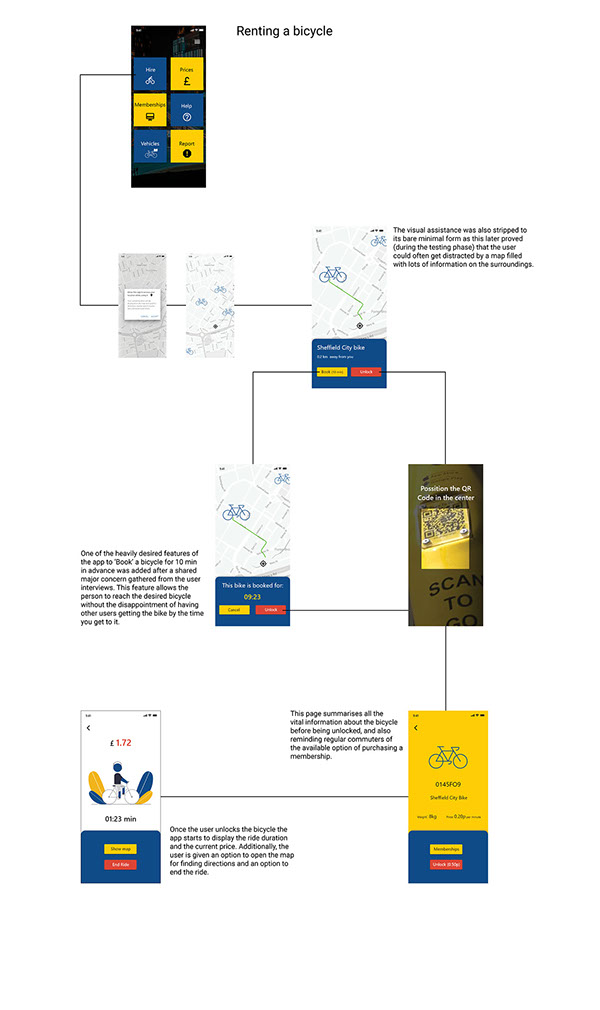 Renting a bicycle
Hire
Prices
£
Memberships
Help
Vehicles
Report
The visual assistance was also stripped to
its bare minimal form as this later proved
(during the testing phase) that the user
could often get distracted by a map filled
with lots of information on the surroundings.
Sheffield City bike
away from you
Book (10 min)
Unlock
Possition the QR
Code in the center
SCAN
TO
GO
This bike is booked for:
09:23
Cancel
Unlock
One of the heavily desired features of
the app to 'Book' a bicycle for 10 min
in advance was added after a shared
major concern gathered from the user
interviews. This feature allows the
person to reach the desired bicycle
without the disappointment of having
other users getting the bike by the time
you get to it.
This page summarises all the
vital information about the bicycle
before being unlocked, and also
reminding regular commuters of
the available option of purchasing a
membership.
£ 1.72
01:23 min
Show map
End Ride
Once the user unlocks the bicycle the
app starts to display the ride duration
and the current price. Additionally, the
user is given an option to open the map
for finding directions and an option to
end the ride.
014SFO9
Sheffield City Bike
Weight 8kg
Price 0.20p/per minute
Memberships
Unlock (0.50p)